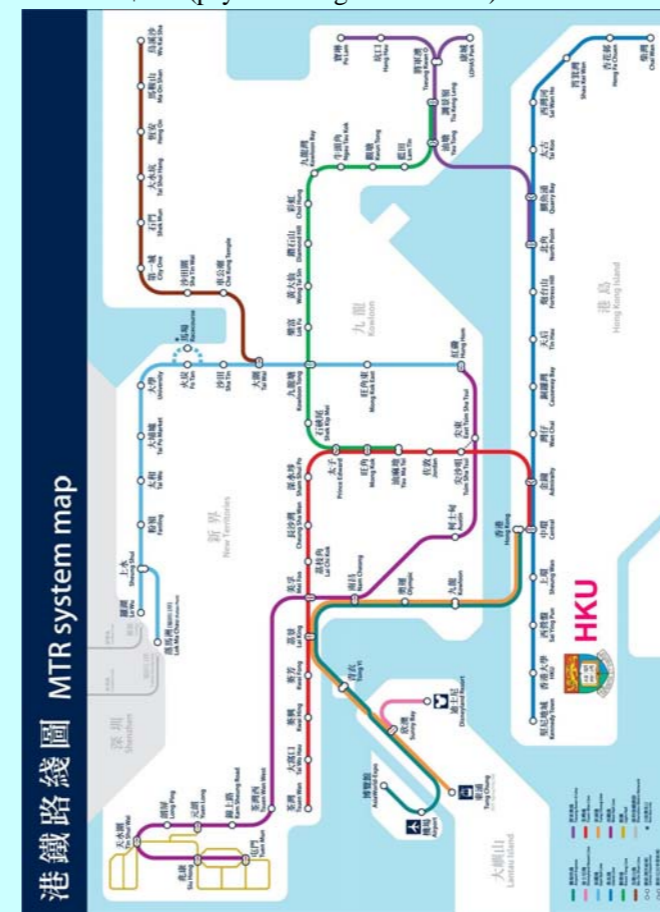 港鐵路綫圖 MTR system map
深圳
Shenzhen
新界
New Territories
九龍
Kowloon
港島
Hong Kong Island
大嶼山
Lantau Island
羅湖
Lo Wu
落馬洲
Lok Ma Chau
上水
Sheung Shui
粉嶺
Fanling
太和
Tai Wo
大埔墟
Tai Po Market
大學
University
火炭
Fo Tan
馬場
Racecourse
沙田
Sha Tin
大圍
Tai Wai
九龍塘
Kowloon Tong
旺角東
Mong Kok East
紅磡
Hung Hom
烏溪沙
Wu Kai Sha
馬鞍山
Ma On Shan
恆安
Heng On
大水坑
Tai Shui Hang
石門
Shek Mun
第一城
City One
沙田圍
Sha Tin Wai
車公廟
Che Kung Temple
屯門
Tuen Mun
兆康
Siu Hong
天水圍
Tin Shui Wai
朗屏
Long Ping
元朗
Yuen Long
錦上路
Kam Sheung Road
荃灣西
Tsuen Wan West
南昌
Nam Cheong
柯士甸
Austin
尖東
East Tsim Sha Tsui
荃灣
Tsuen Wan
大窩口
Tai Wo Hau
葵興
Kwai Hing
葵芳
Kwai Fong
荔景
Lai King
美孚
Mei Foo
荔枝角
Lai Chi Kok
長沙灣
Cheung Sha Wan
深水埗
Sham Shui Po
太子
Prince Edward
旺角
Mong Kok
油麻地
Yau Ma Tei
佐敦
Jordan
尖沙咀
Tsim Sha Tsui
石硤尾
Shek Kip Mei
樂富
Lok Fu
黃大仙
Wong Tai Sin
鑽石山
Diamond Hill
彩虹
Choi Hung
九龍灣
Kowloon Bay
牛頭角
Ngau Tau Kok
觀塘
Kwun Tong
藍田
Lam Tin
油塘
Yau Tong
調景嶺
Tiu Keng Leng
將軍澳
Tseung Kwan O
坑口
Hang Hau
寶琳
Po Lam
康城
LOHAS Park
博覽館
AsiaWorld-Expo
機場
Airport
東涌
Tung Chung
欣澳
Sunny Bay
迪士尼
Disneyland Resort
青衣
Tsing Yi
奧運
Olympic
九龍
Kowloon
香港
Hong Kong
堅尼地城
Kennedy Town
香港大學
HKU
西營盤
Sai Ying Pun
上環
Sheung Wan
中環
Central
金鐘
Admiralty
灣仔
Wan Chai
銅鑼灣
Causeway Bay
天后
Tin Hau
炮台山
Fortress Hill
北角
North Point
鰂魚涌
Quarry Bay
太古
Tai Koo
西灣河
Sai Wan Ho
筲箕灣
Shau Kei Wan
杏花邨
Heng Fa Chuen
柴灣
Chai Wan
HKU